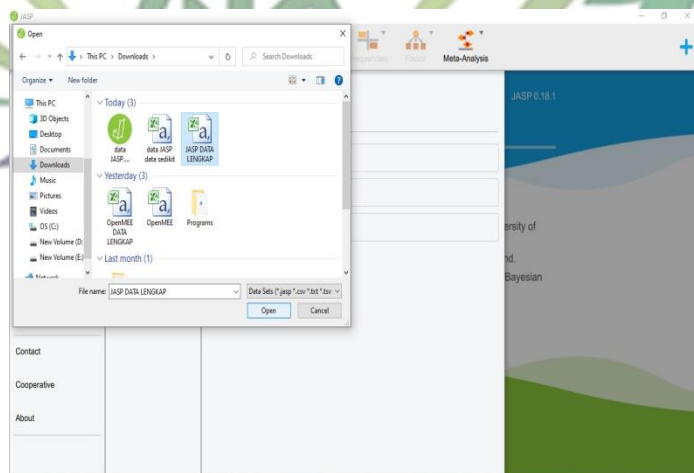 JASP
Open
This PC > Downloads >
Search Downloads
Organize
New folder
This PC
3D Objects
Desktop
Documents
Downloads
Music
Pictures
Videos
OS (C:)
New Volume (D:
New Volume (E:)
Network
Today (3)
data
JASP...
data JASP
data sedikit
JASP DATA
LENGKAP
Yesterday (3)
OpenMEE
DATA
LENGKAP
OpenMEE
Programs
Last month (1)
File name:
JASP DATA LENGKAP
Data Sets (*.jasp *.csv *.txt *.tsv
Open
Cancel
Factor
Meta-Analysis
JASP 0.18.1
ersity of
nd.
Bayesian
Contact
Cooperative
About